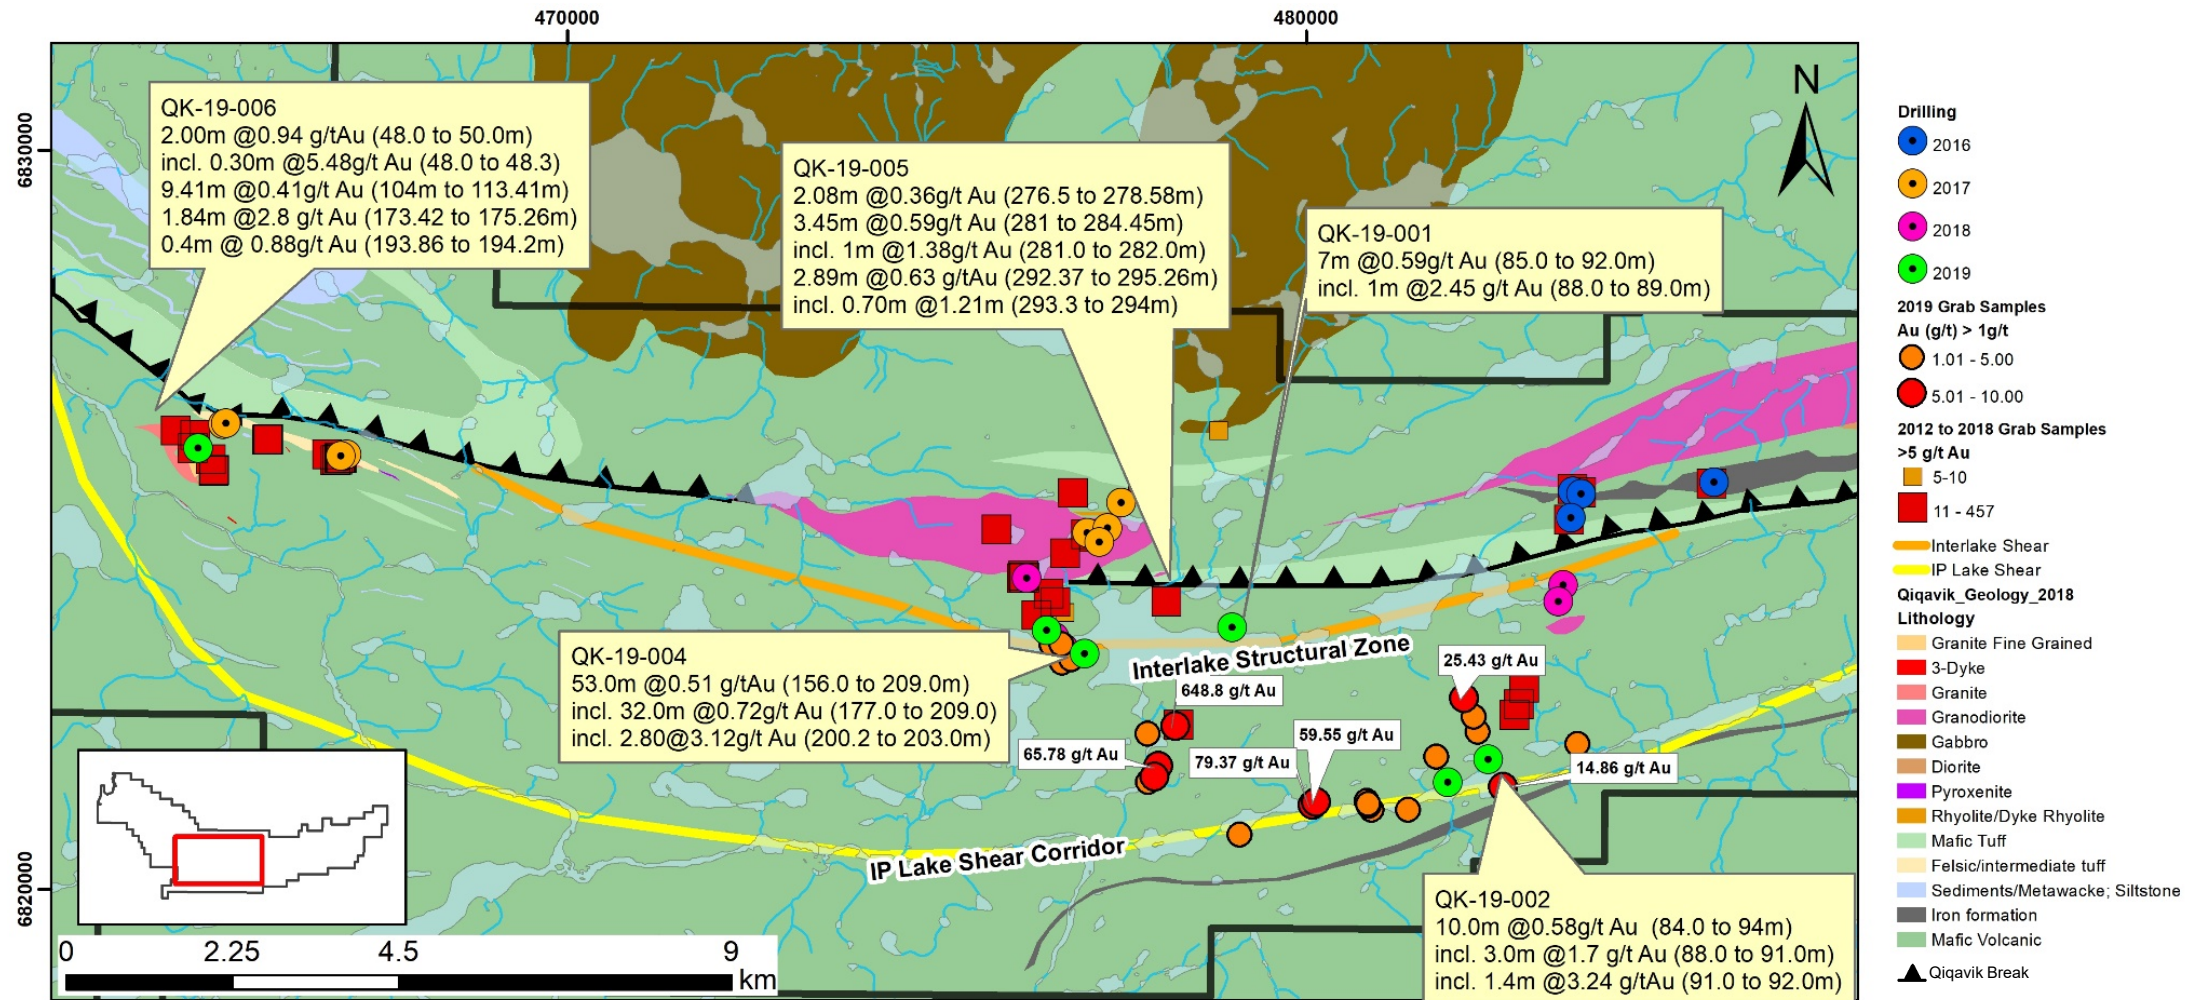 470000
480000
6830000
6820000
N
QK-19-006
2.00m @0.94 g/tAu (48.0 to 50.0m)
incl. 0.30m @5.48g/t Au (48.0 to 48.3)
9.41m @0.41g/t Au (104m to 113.41m)
1.84m @2.8 g/t Au (173.42 to 175.26m)
0.4m @ 0.88g/t Au (193.86 to 194.2m)
QK-19-005
2.08m @0.36g/t Au (276.5 to 278.58m)
3.45m @0.59g/t Au (281 to 284.45m)
incl. 1m @1.38g/t Au (281.0 to 282.0m)
2.89m @0.63 g/tAu (292.37 to 295.26m)
incl. 0.70m @1.21m (293.3 to 294m)
QK-19-001
7m @0.59g/t Au (85.0 to 92.0m)
incl. 1m @2.45 g/t Au (88.0 to 89.0m)
QK-19-004
53.0m @0.51 g/tAu (156.0 to 209.0m)
incl. 32.0m @0.72g/t Au (177.0 to 209.0)
incl. 2.80@3.12g/t Au (200.2 to 203.0m)
Interlake Structural Zone
25.43 g/t Au
648.8 g/t Au
59.55 g/t Au
65.78 g/t Au
79.37 g/t Au
14.86 g/t Au
IP Lake Shear Corridor
QK-19-002
10.0m @0.58g/t Au (84.0 to 94m)
incl. 3.0m @1.7 g/t Au (88.0 to 91.0m)
incl. 1.4m @3.24 g/tAu (91.0 to 92.0m)
0
2.25
4.5
9
km
Drilling
2016
2017
2018
2019
2019 Grab Samples
Au (g/t) > 1g/t
1.01 - 5.00
5.01 - 10.00
2012 to 2018 Grab Samples
>5 g/t Au
5-10
11 - 457
Interlake Shear
IP Lake Shear
Qiqavik_Geology_2018
Lithology
Granite Fine Grained
3-Dyke
Granite
Granodiorite
Gabbro
Diorite
Pyroxenite
Rhyolite/Dyke Rhyolite
Mafic Tuff
Felsic/intermediate tuff
Sediments/Metawacke; Siltstone
Iron formation
Mafic Volcanic
Qiqavik Break